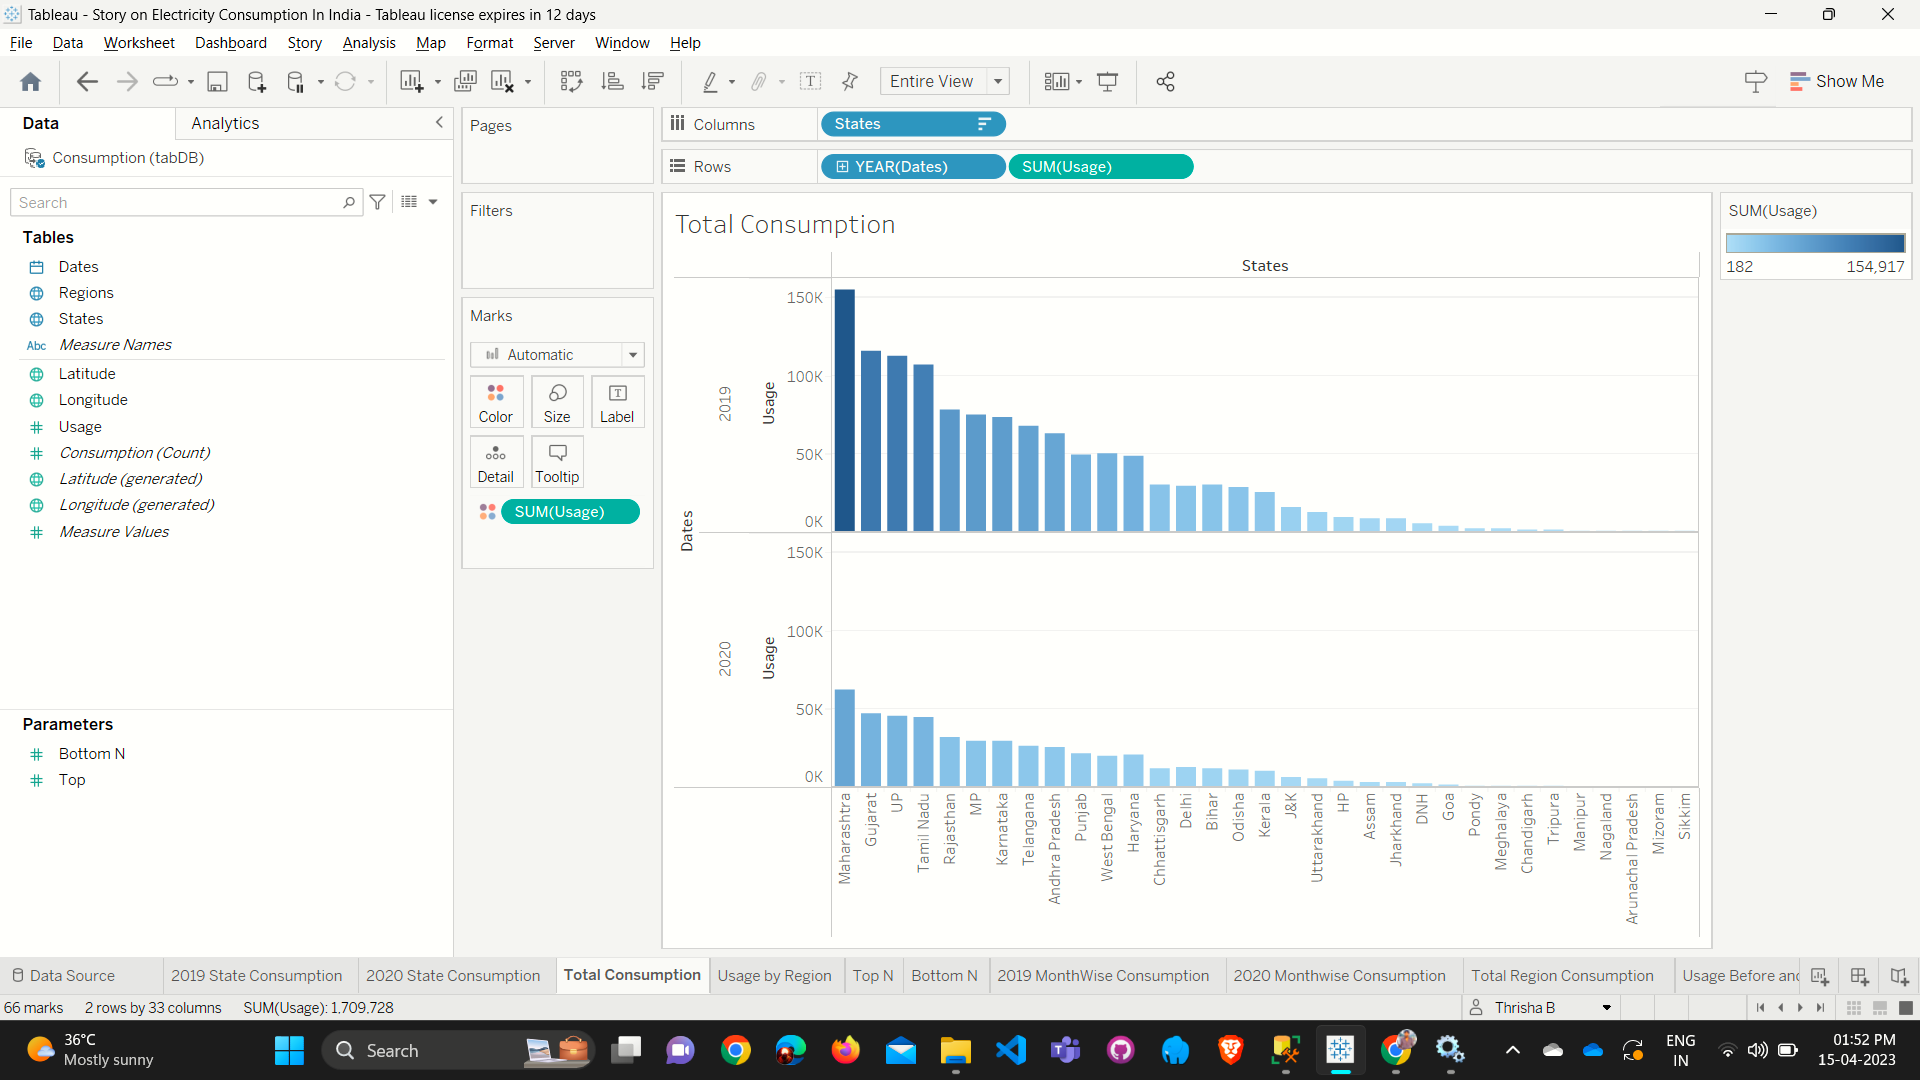 Tableau - Story on Electricity Consumption In India - Tableau license expires in 12 days
File Data Worksheet Dashboard Story Analysis Map Format Server Window Help
Entire View
Show Me
Data Analytics
Consumption (tabDB)
Search
Tables
Dates
Regions
States
Abc Measure Names
Latitude
Longitude
Usage
Consumption (Count)
Latitude (generated)
Longitude (generated)
Measure Values
Parameters
Bottom N
Top
Pages
Filters
Marks
Automatic
Color Size Label
Detail Tooltip
SUM(Usage)
Columns States
Rows YEAR(Dates) SUM(Usage)
Total Consumption
States
Dates
2019
Usage
150K
100K
50K
0K
2020
Usage
150K
100K
50K
0K
Maharashtra
Gujarat
UP
Tamil Nadu
Rajasthan
MP
Karnataka
Telangana
Andhra Pradesh
Punjab
West Bengal
Haryana
Chhattisgarh
Delhi
Bihar
Odisha
Kerala
J&K
Uttarakhand
HP
Assam
Jharkhand
DNH
Goa
Pondy
Meghalaya
Chandigarh
Tripura
Manipur
Nagaland
Arunachal Pradesh
Mizoram
Sikkim
SUM(Usage)
182 154,917
Data Source 2019 State Consumption 2020 State Consumption Total Consumption Usage by Region Top N Bottom N 2019 MonthWise Consumption 2020 Monthwise Consumption Total Region Consumption Usage Before and
66 marks 2 rows by 33 columns SUM(Usage): 1,709,728 Thrisha B
36°C
Mostly sunny
Search
ENG
IN
01:52 PM
15-04-2023